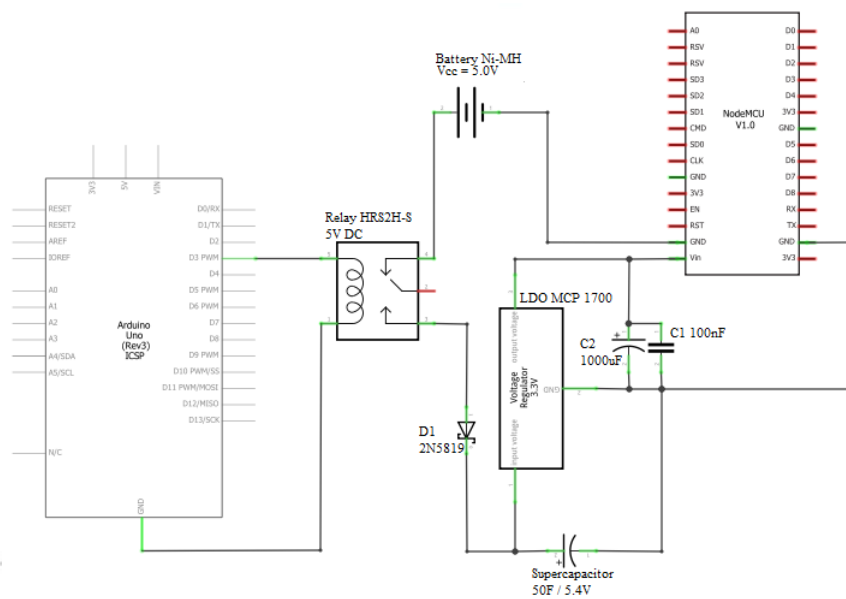 Battery Ni-MH
Vcc = 5.0V
A0
RSV
RSV
SD3
SD2
SD1
CMD
SD0
CLK
GND
3V3
EN
RST
GND
Vin
NodeMCU
V1.0
D0
D1
D2
D3
D4
3V3
GND
D5
D6
D7
D8
RX
TX
GND
3V3
3V3
5V
VIN
RESET
RESET2
AREF
IOREF
A0
A1
A2
A3
A4/SDA
A5/SCL
N/C
Arduino
Uno
(Rev3)
ICSP
D0/RX
D1/TX
D2
D3 PWM
D4
D5 PWM
D6 PWM
D7
D8
D9 PWM
D10 PWM/SS
D11 PWM/MOSI
D12/MISO
D13/SCK
GND
Relay HRS2H-S
5V DC
LDO MCP 1700
output voltage
Voltage
Regulator
3.3V
GND
input voltage
C1 100nF
C2
1000uF
D1
2N5819
Supercapacitor
50F / 5.4V